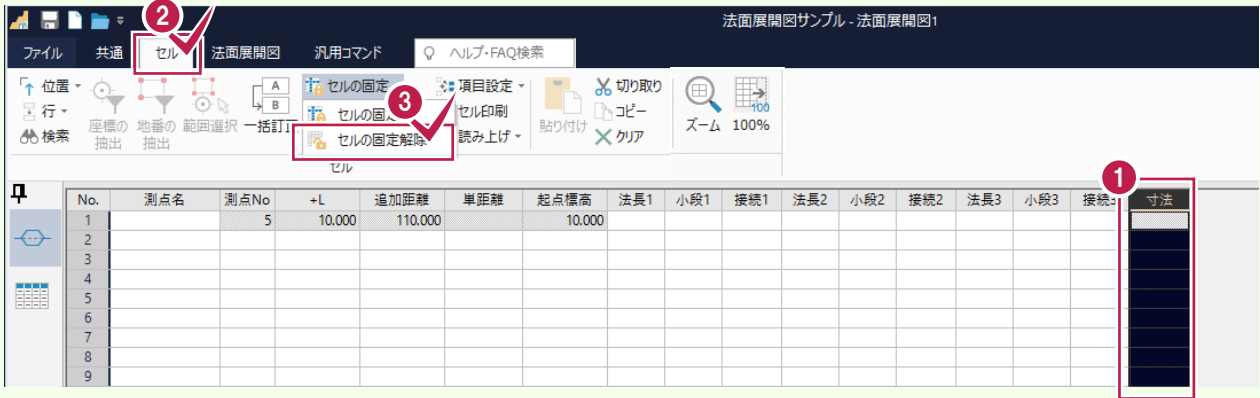 2
法面展開図サンプル - 法面展開図1
ファイル 共通 セル 法面展開図 汎用コマンド ヘルプ・FAQ検索
位置
行
検索
座標の
抽出
地番の
抽出
範囲選択
A
B
一括訂正
セルの固定
セルの固定
セルの固定解除
3
項目設定
セル印刷
読み上げ
貼り付け
切り取り
コピー
クリア
ズーム
100
100%
セル
1
No. 測点名 測点No +L 追加距離 単距離 起点標高 法長1 小段1 接続1 法長2 小段2 接続2 法長3 小段3 接続3 寸法
1 5 10.000 110.000 10.000
2
3
4
5
6
7
8
9